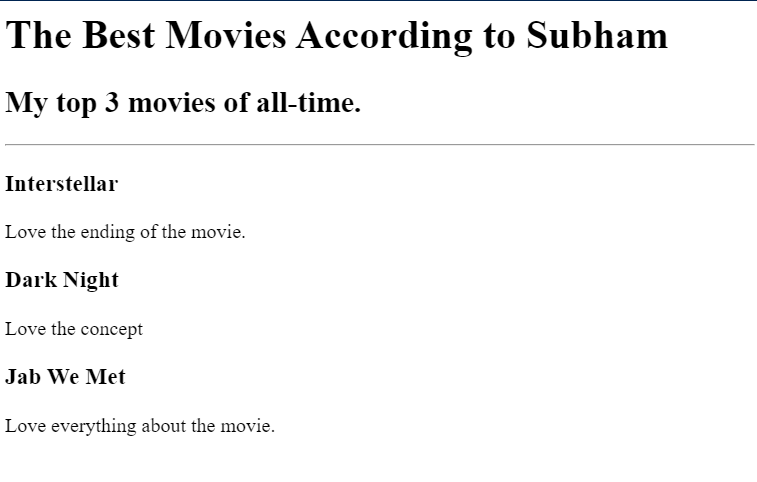 The Best Movies According to Subham
My top 3 movies of all-time.
Interstellar
Love the ending of the movie.
Dark Night
Love the concept
Jab We Met
Love everything about the movie.